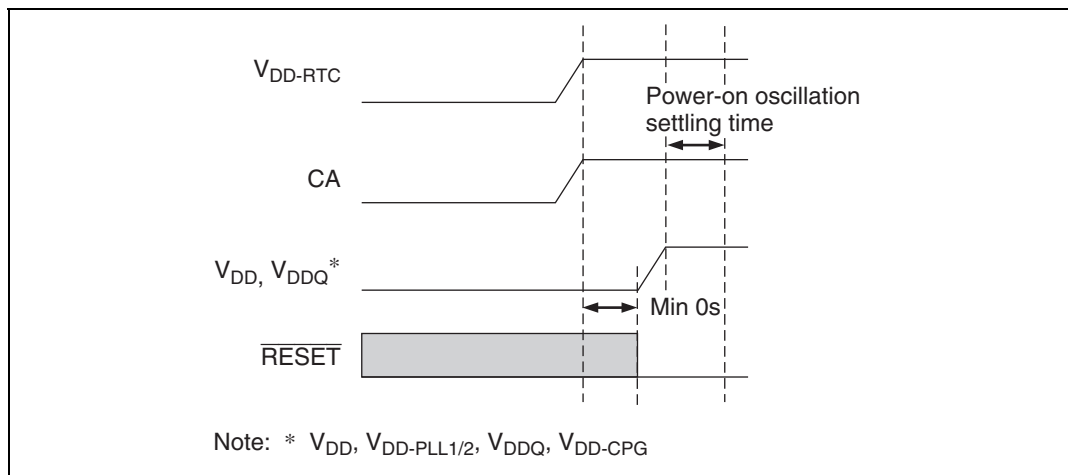 VDD-RTC
Power-on oscillation
settling time
CA
VDD, VDDQ*
Min 0s
RESET
Note: * VDD, VDD-PLL1/2, VDDQ, VDD-CPG